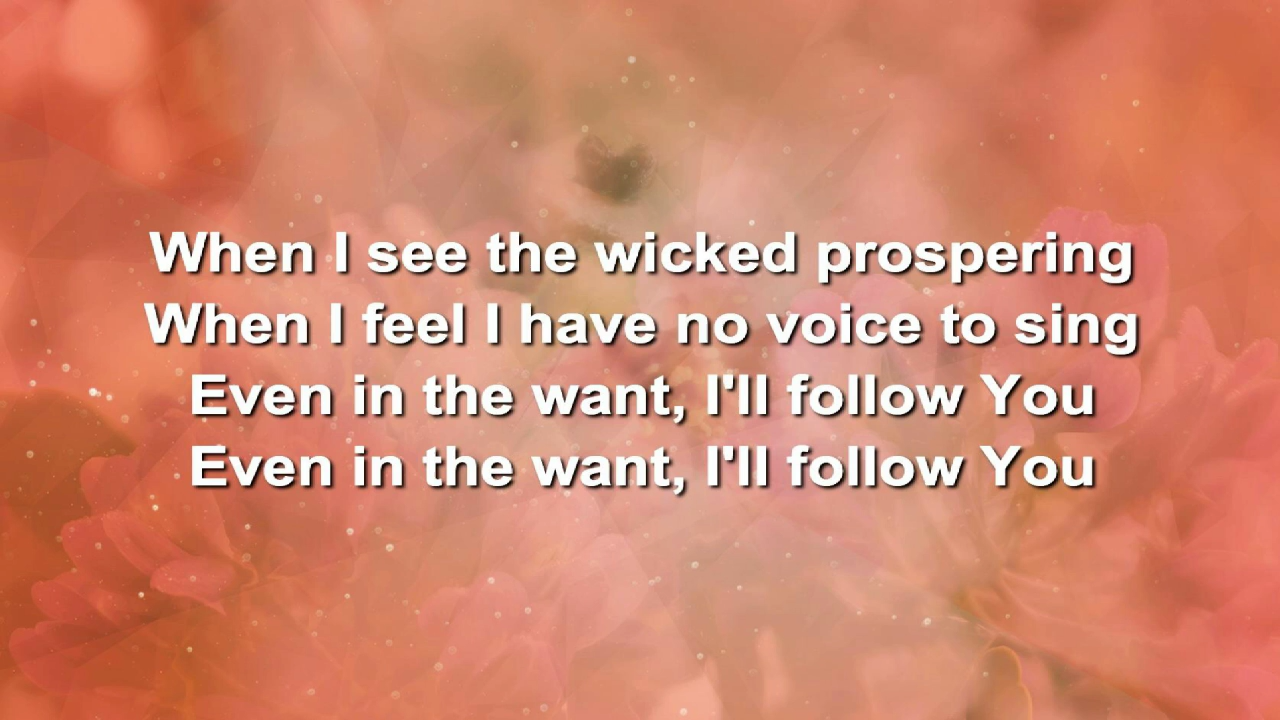 When I see the wicked prospering
When I feel I have no voice to sing
Even in the want, I'll follow You
Even in the want, I'll follow You